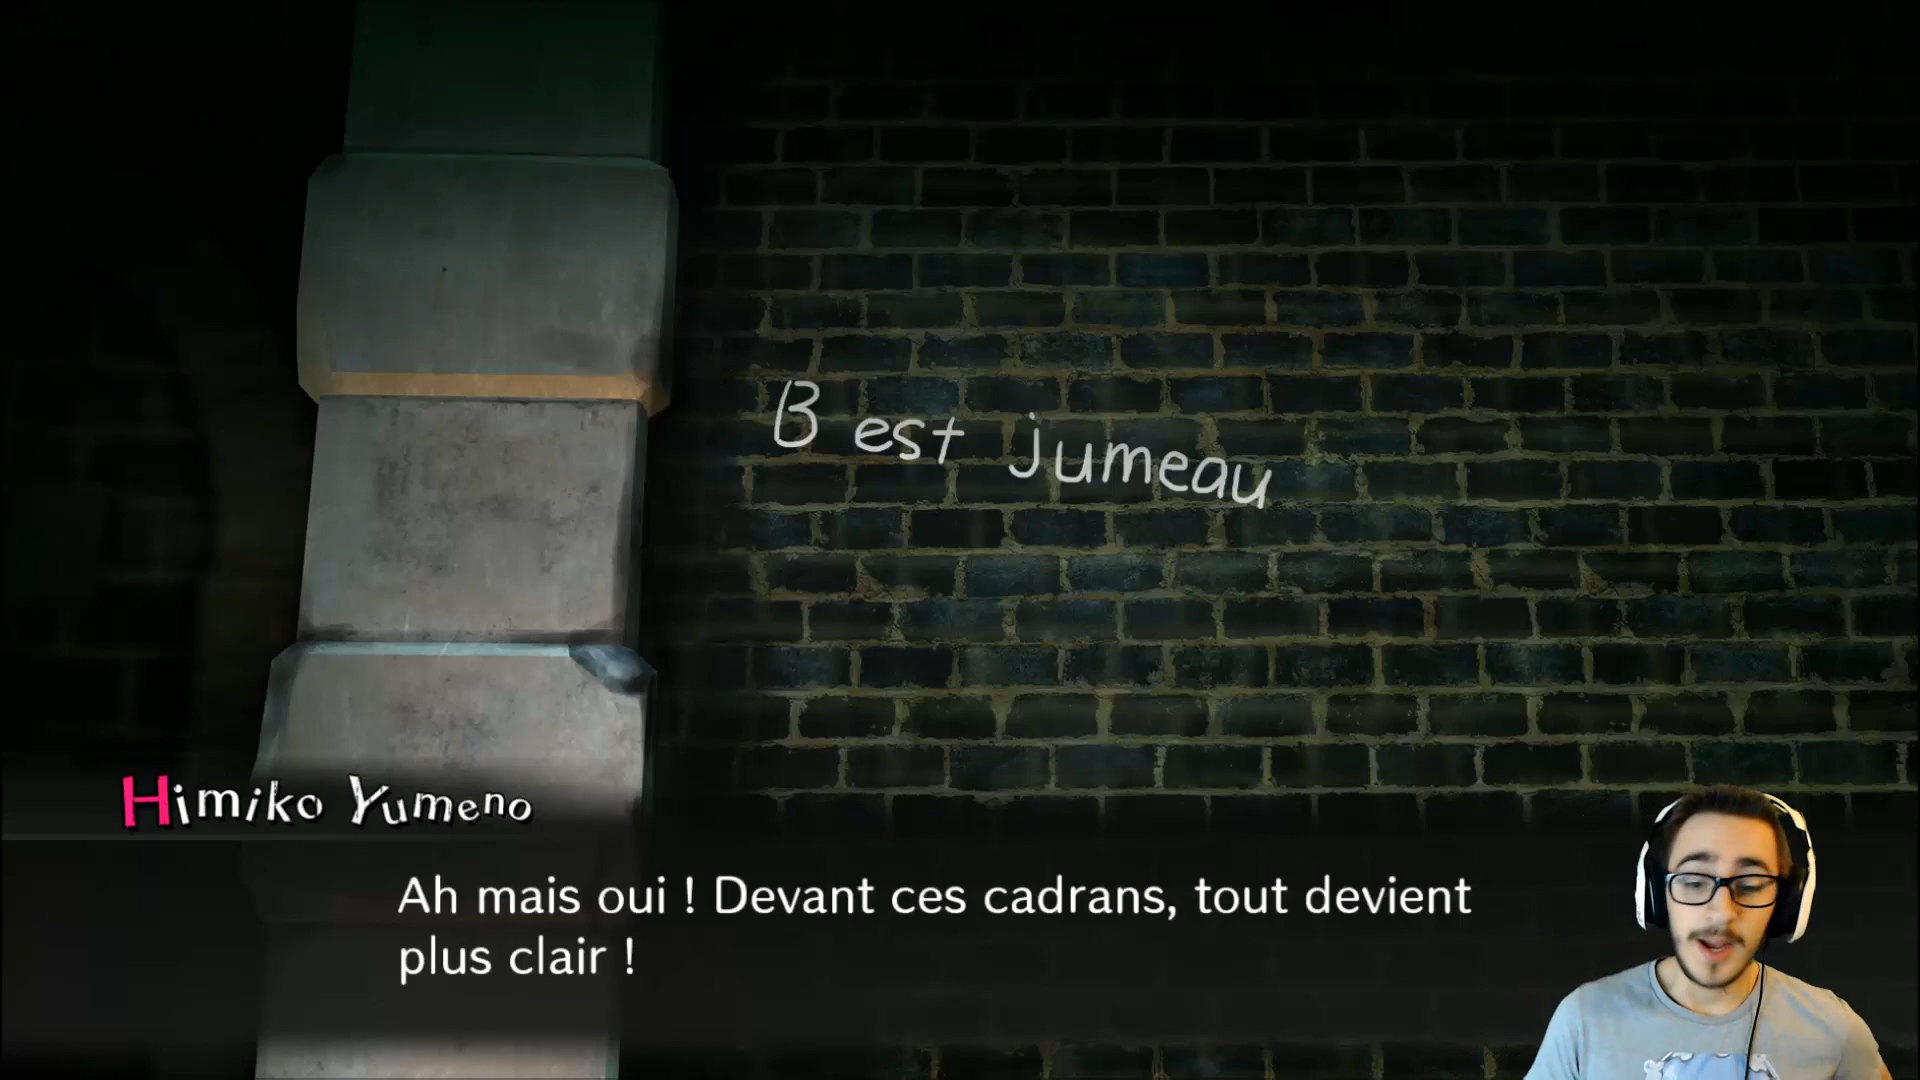 B est jumeau
Himiko Yumeno
Ah mais oui ! Devant ces cadrans, tout devient
plus clair !